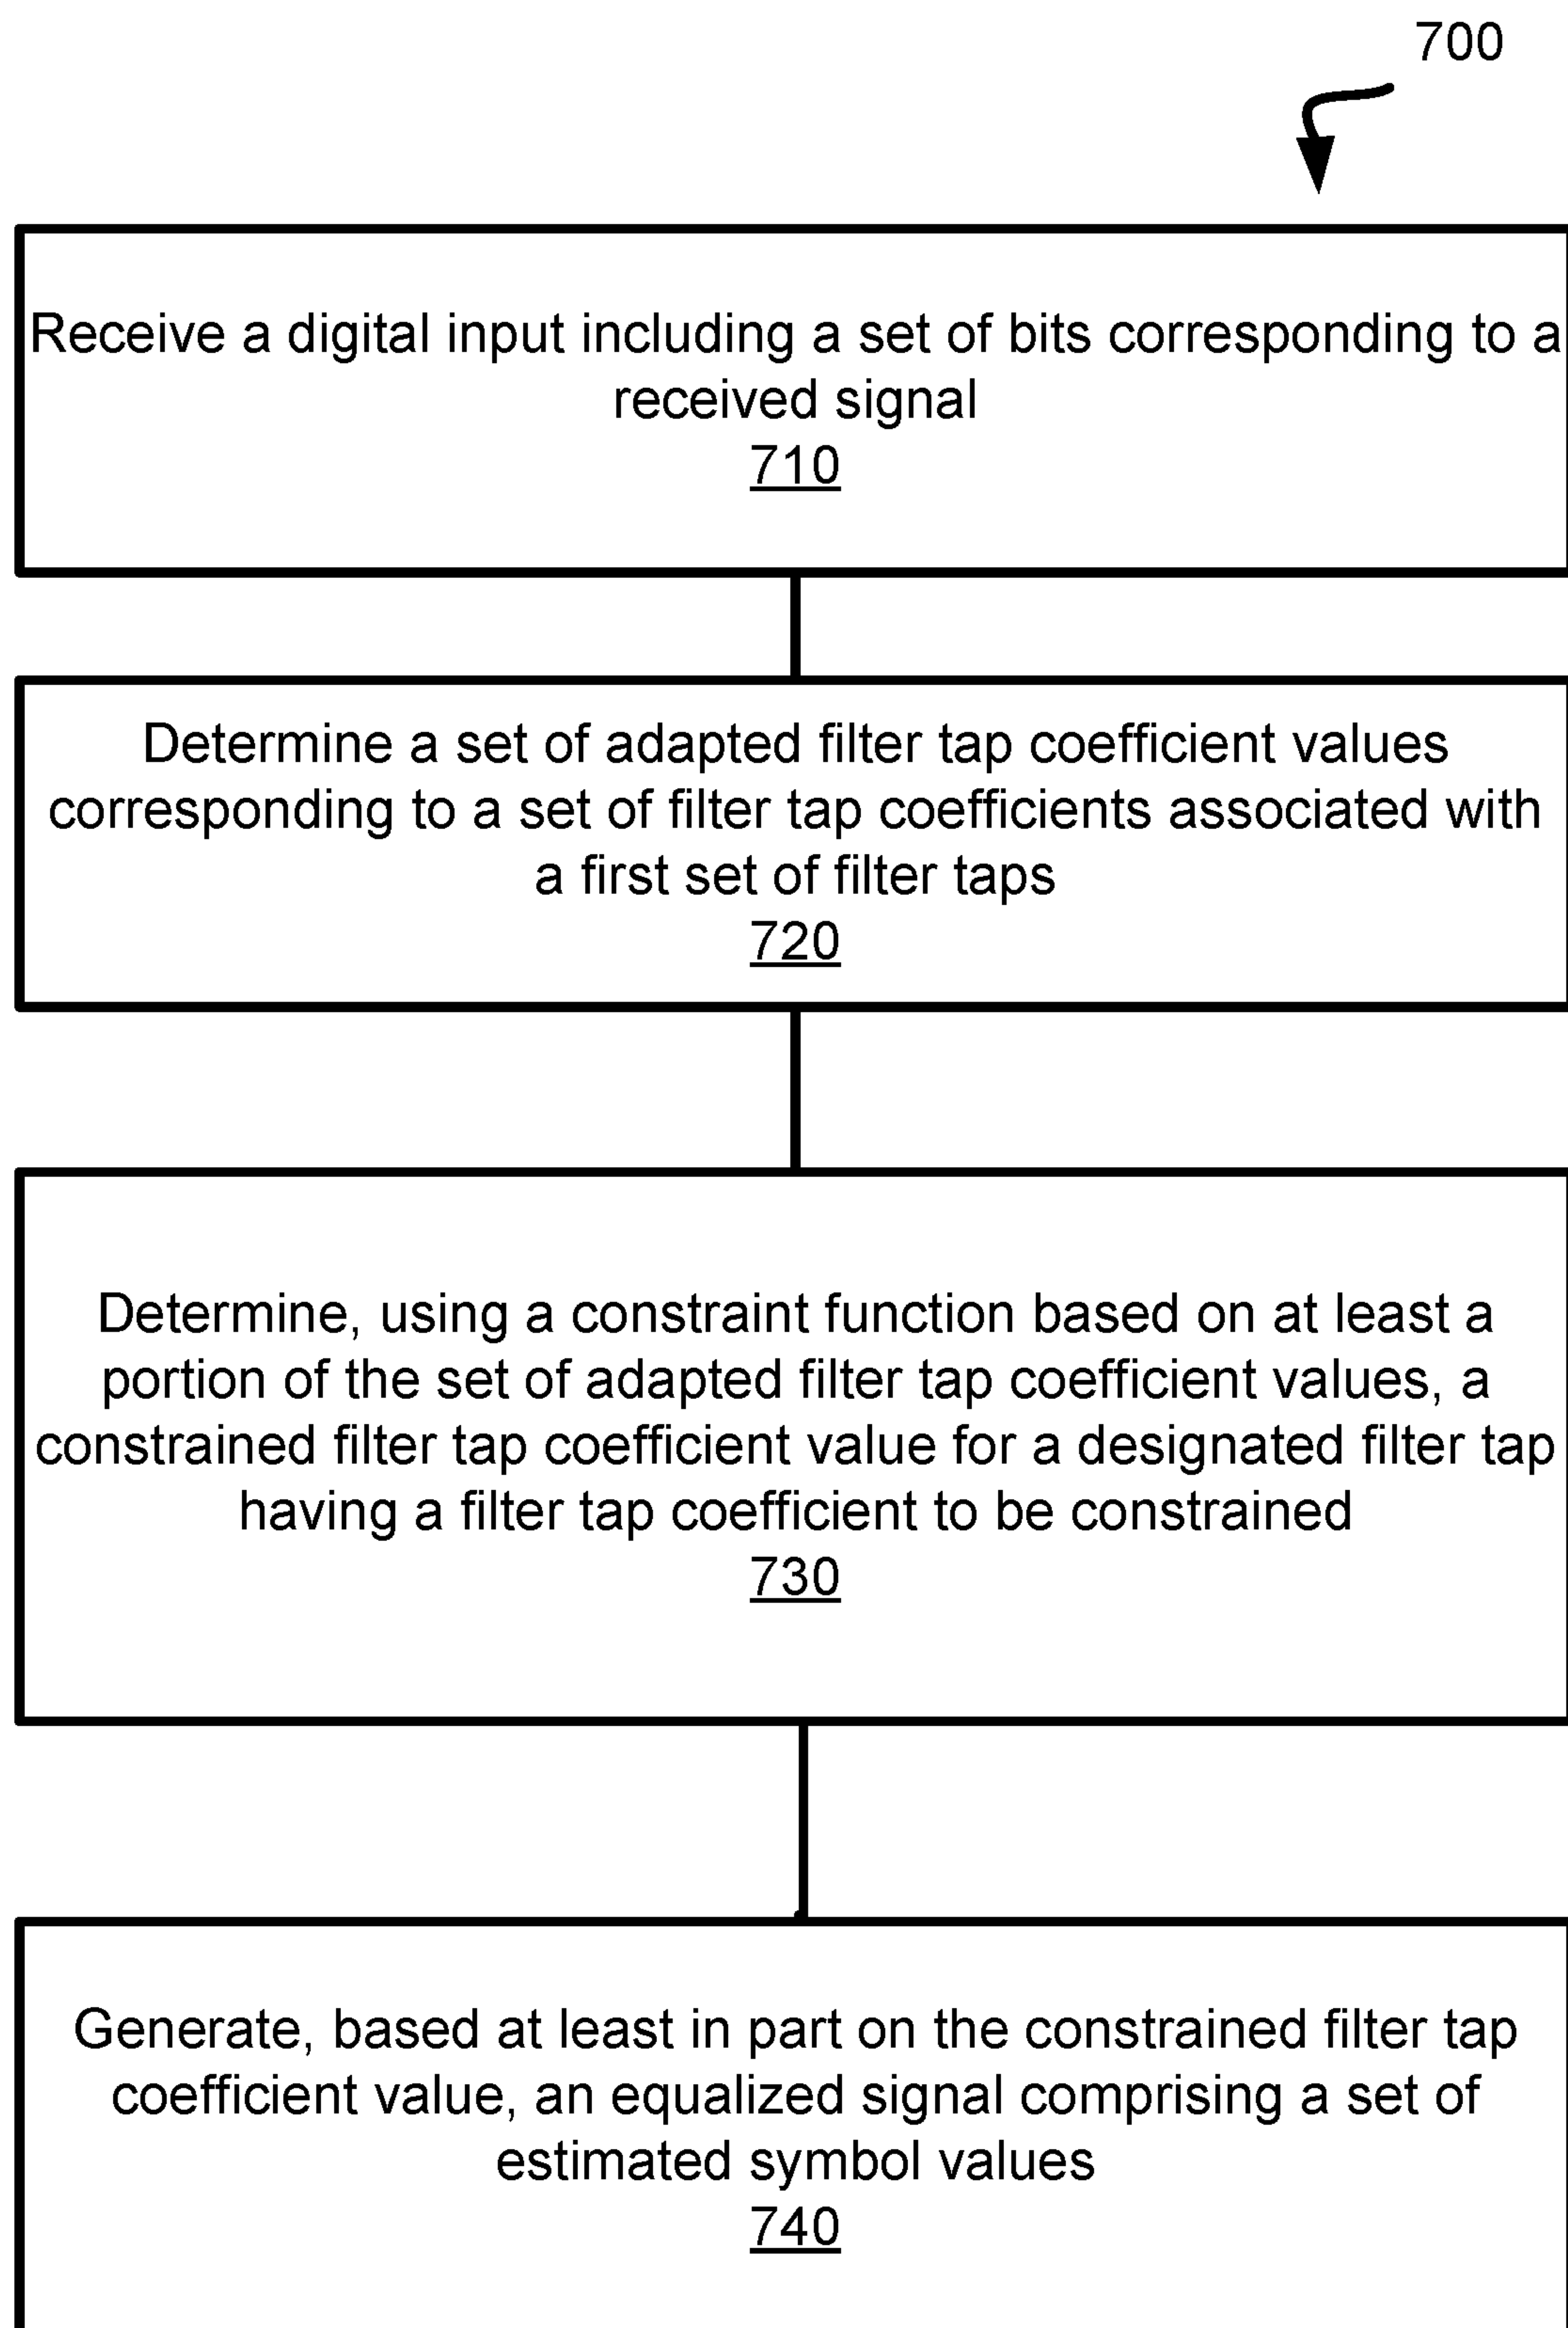 700
Receive a digital input including a set of bits corresponding to a
received signal
710
Determine a set of adapted filter tap coefficient values
corresponding to a set of filter tap coefficients associated with
a first set of filter taps
720
Determine, using a constraint function based on at least a
portion of the set of adapted filter tap coefficient values, a
constrained filter tap coefficient value for a designated filter tap
having a filter tap coefficient to be constrained
730
Generate, based at least in part on the constrained filter tap
coefficient value, an equalized signal comprising a set of
estimated symbol values
740